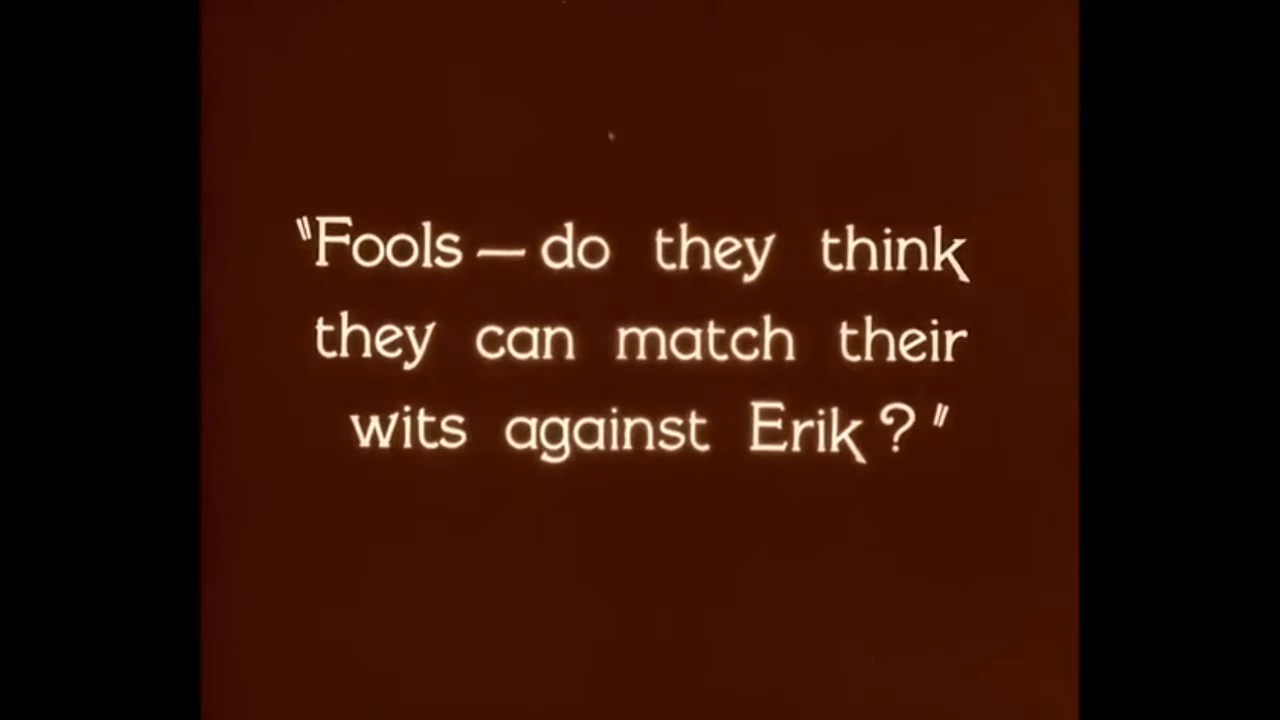 "Fools — do they think
they can match their
wits against Erik?"